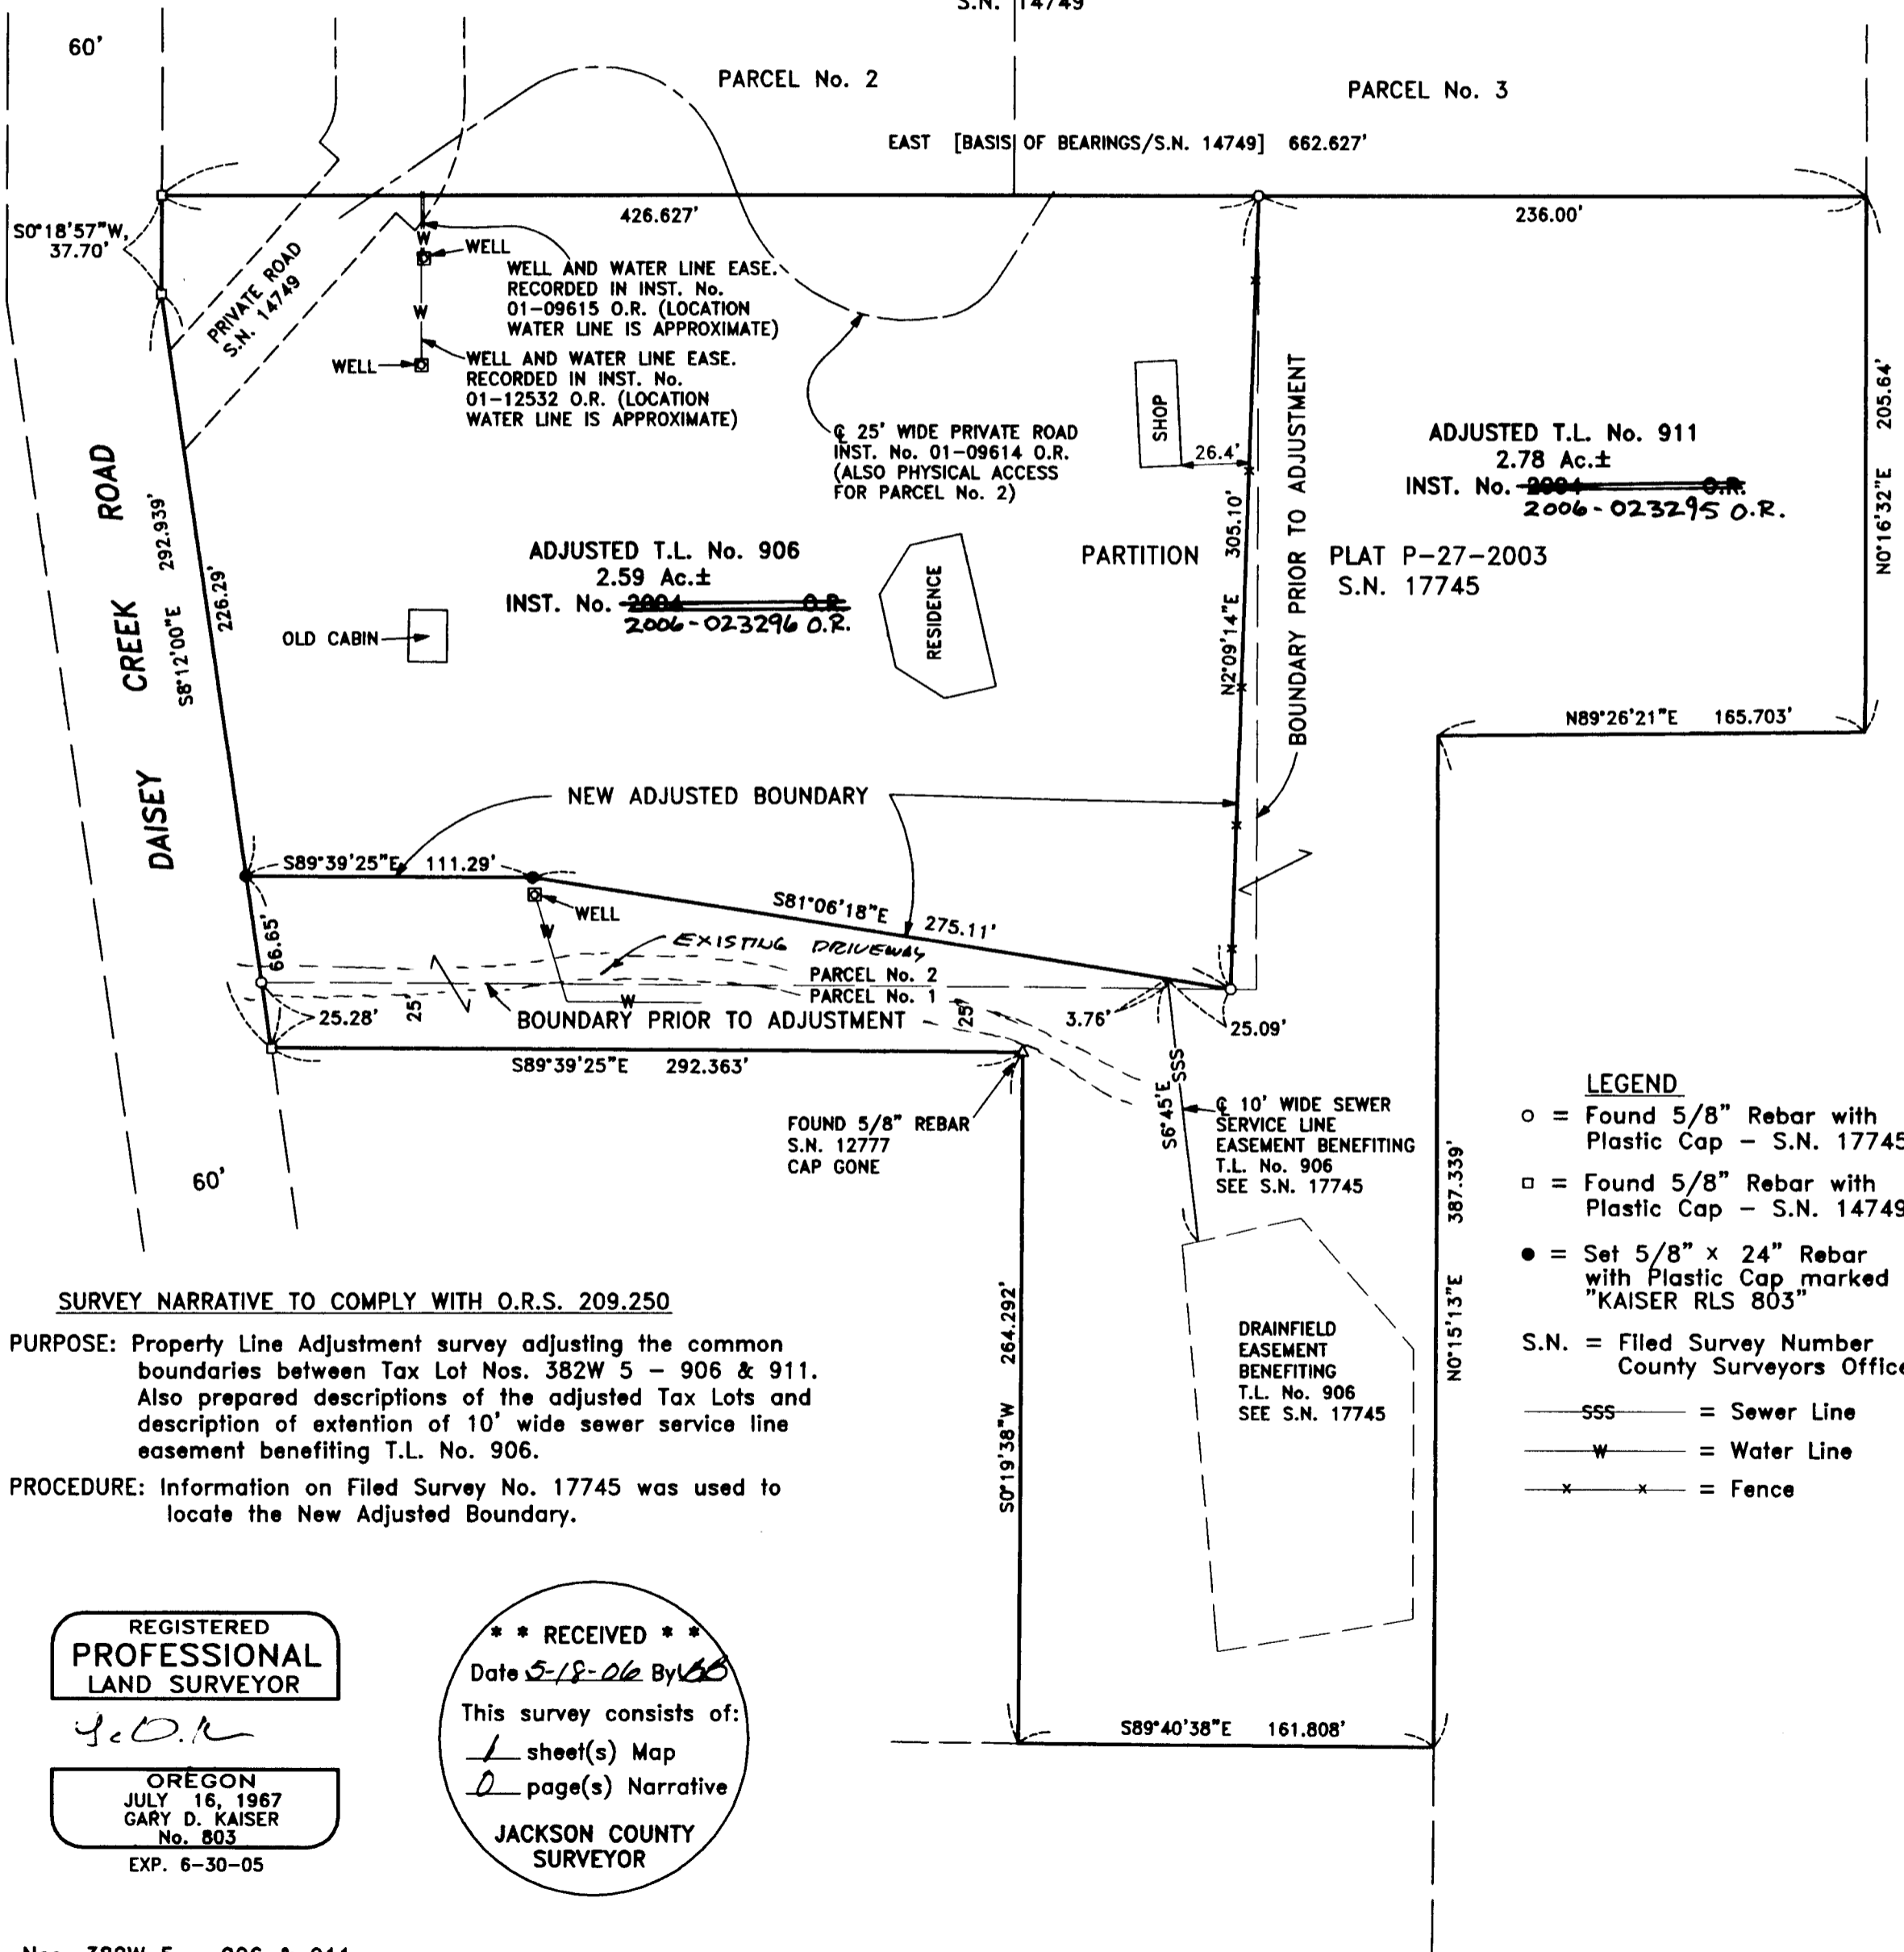 S.N. 14749
60'
PARCEL No. 2
PARCEL No. 3
EAST [BASIS OF BEARINGS/S.N. 14749] 662.627'
426.627'
236.00'
S0°18'57"W,
37.70'
PRIVATE ROAD
S.N. 14749
W
WELL
WELL AND WATER LINE EASE.
RECORDED IN INST. No.
01-09615 O.R. (LOCATION
WATER LINE IS APPROXIMATE)
W
WELL
WELL AND WATER LINE EASE.
RECORDED IN INST. No.
01-12532 O.R. (LOCATION
WATER LINE IS APPROXIMATE)
℄ 25' WIDE PRIVATE ROAD
INST. No. 01-09614 O.R.
(ALSO PHYSICAL ACCESS
FOR PARCEL No. 2)
SHOP
26.4'
BOUNDARY PRIOR TO ADJUSTMENT
N2°09'14"E 305.10'
ADJUSTED T.L. No. 911
2.78 Ac.±
INST. No. 2004 O.R.
2006-023295 O.R.
N0°16'32"E 205.64'
DAISEY CREEK ROAD
S8°12'00"E 292.939'
226.29'
ADJUSTED T.L. No. 906
2.59 Ac.±
INST. No. 2004 O.R.
2006-023296 O.R.
RESIDENCE
PARTITION PLAT P-27-2003
S.N. 17745
OLD CABIN
N89°26'21"E 165.703'
NEW ADJUSTED BOUNDARY
S89°39'25"E 111.29'
S81°06'18"E 275.11'
WELL
W
66.65'
EXISTING DRIVEWAY
PARCEL No. 2
PARCEL No. 1
W
25'
25.28'
BOUNDARY PRIOR TO ADJUSTMENT
25'
3.76'
25.09'
S89°39'25"E 292.363'
FOUND 5/8" REBAR
S.N. 12777
CAP GONE
S6°45'E
SSS
℄ 10' WIDE SEWER
SERVICE LINE
EASEMENT BENEFITING
T.L. No. 906
SEE S.N. 17745
60'
N0°15'13"E 387.339'
LEGEND
○ = Found 5/8" Rebar with
Plastic Cap - S.N. 17745
□ = Found 5/8" Rebar with
Plastic Cap - S.N. 14749
● = Set 5/8" x 24" Rebar
with Plastic Cap marked
"KAISER RLS 803"
S.N. = Filed Survey Number
County Surveyors Office
SSS = Sewer Line
W = Water Line
x x = Fence
S0°19'38"W 264.292'
DRAINFIELD
EASEMENT
BENEFITING
T.L. No. 906
SEE S.N. 17745
S89°40'38"E 161.808'
SURVEY NARRATIVE TO COMPLY WITH O.R.S. 209.250
PURPOSE: Property Line Adjustment survey adjusting the common
boundaries between Tax Lot Nos. 382W 5 - 906 & 911.
Also prepared descriptions of the adjusted Tax Lots and
description of extention of 10' wide sewer service line
easement benefiting T.L. No. 906.
PROCEDURE: Information on Filed Survey No. 17745 was used to
locate the New Adjusted Boundary.
REGISTERED
PROFESSIONAL
LAND SURVEYOR
OREGON
JULY 16, 1967
GARY D. KAISER
No. 803
EXP. 6-30-05
* * RECEIVED * *
Date 5-18-06 By
This survey consists of:
1 sheet(s) Map
0 page(s) Narrative
JACKSON COUNTY
SURVEYOR
Nos. 382W 5 - 906 & 911